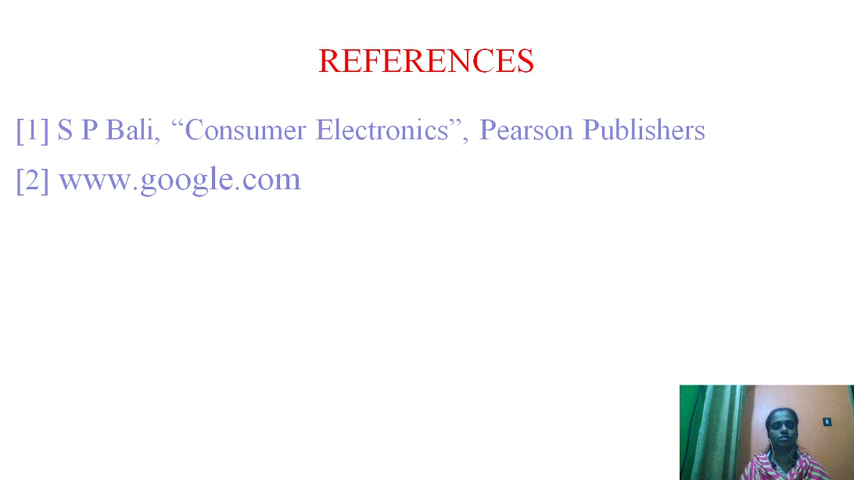 REFERENCES
[1] S P Bali, “Consumer Electronics”, Pearson Publishers
[2] www.google.com